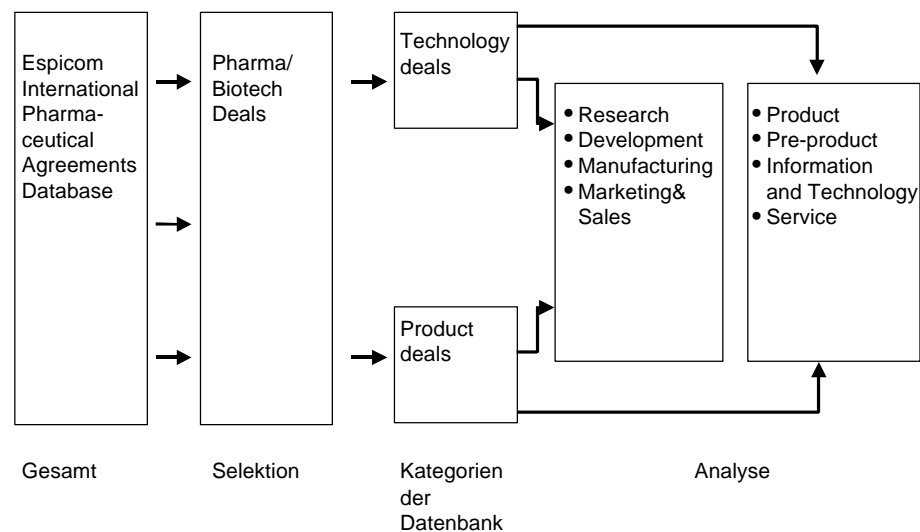 Espicom
International
Pharma-
ceutical
Agreements
Database
Pharma/
Biotech
Deals
Technology
deals
Product
deals
• Research
• Development
• Manufacturing
• Marketing&
Sales
• Product
• Pre-product
• Information
and Technology
• Service
Gesamt
Selektion
Kategorien
der
Datenbank
Analyse